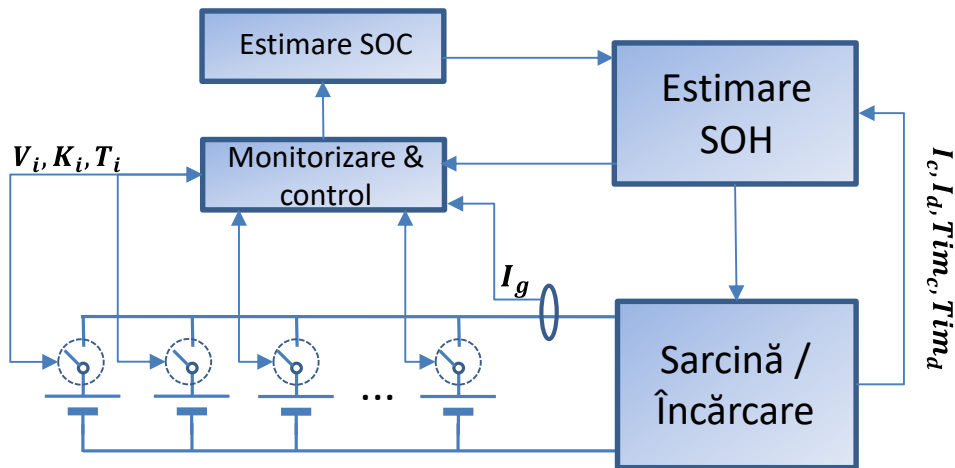 Estimare SOC
Estimare
SOH
V_i, K_i, T_i
Monitorizare &
control
I_c, I_d, Tim_c, Tim_d
I_g
Sarcină /
Încărcare
...